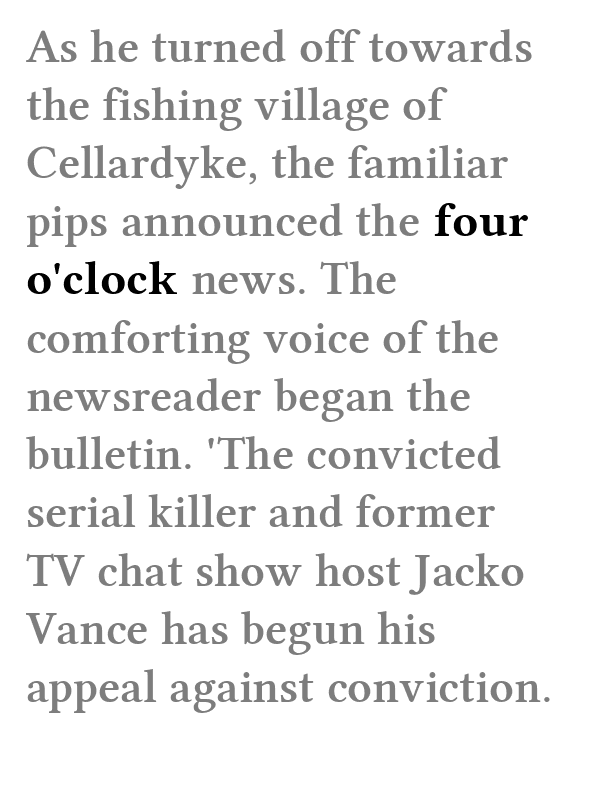 As he turned off towards
the fishing village of
Cellardyke, the familiar
pips announced the four
o'clock news. The
comforting voice of the
newsreader began the
bulletin. 'The convicted
serial killer and former
TV chat show host Jacko
Vance has begun his
appeal against conviction.